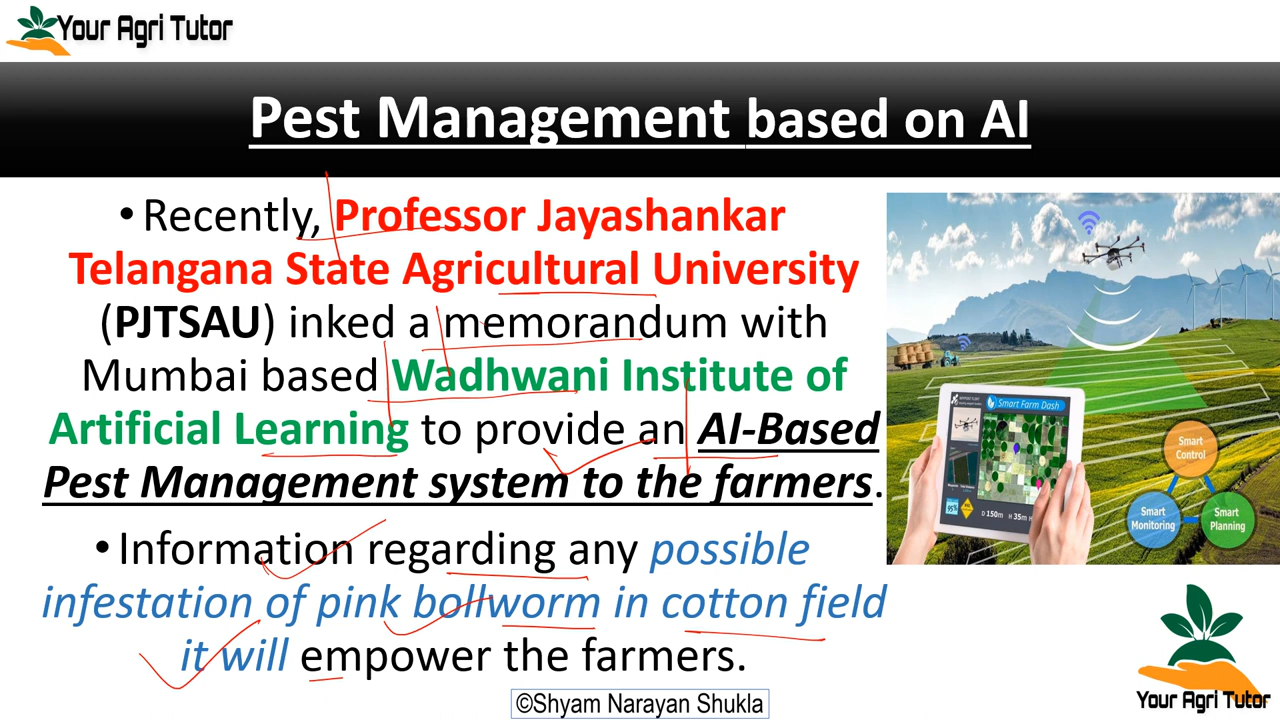 Your Agri Tutor
Pest Management based on AI
• Recently, Professor Jayashankar
Telangana State Agricultural University
(PJTSAU) inked a memorandum with
Mumbai based Wadhwani Institute of
Artificial Learning to provide an AI-Based
Pest Management system to the farmers.
• Information regarding any possible
infestation of pink bollworm in cotton field
it will empower the farmers.
Smart Farm Dash
95%
D 150m H 35m
Smart
Control
Smart
Monitoring
Smart
Planning
Your Agri Tutor
©Shyam Narayan Shukla